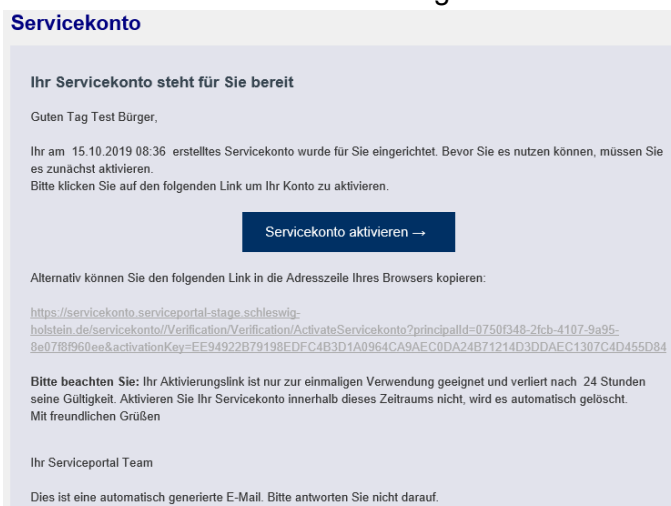 Servicekonto
Ihr Servicekonto steht für Sie bereit
Guten Tag Test Bürger,
Ihr am 15.10.2019 08:36 erstelltes Servicekonto wurde für Sie eingerichtet. Bevor Sie es nutzen können, müssen Sie
es zunächst aktivieren.
Bitte klicken Sie auf den folgenden Link um Ihr Konto zu aktivieren.
Servicekonto aktivieren →
Alternativ können Sie den folgenden Link in die Adresszeile Ihres Browsers kopieren:
https://servicekonto.serviceportal-stage.schleswig-
holstein.de/servicekonto//Verification/Verification/ActivateServicekonto?principalId=0750f348-2fcb-4107-9a95-
8e07f8f960ee&activationKey=EE94922B79198EDFC4B3D1A0964CA9AEC0DA24B71214D3DDAEC1307C4D455D84
Bitte beachten Sie: Ihr Aktivierungslink ist nur zur einmaligen Verwendung geeignet und verliert nach 24 Stunden
seine Gültigkeit. Aktivieren Sie Ihr Servicekonto innerhalb dieses Zeitraums nicht, wird es automatisch gelöscht.
Mit freundlichen Grüßen
Ihr Serviceportal Team
Dies ist eine automatisch generierte E-Mail. Bitte antworten Sie nicht darauf.